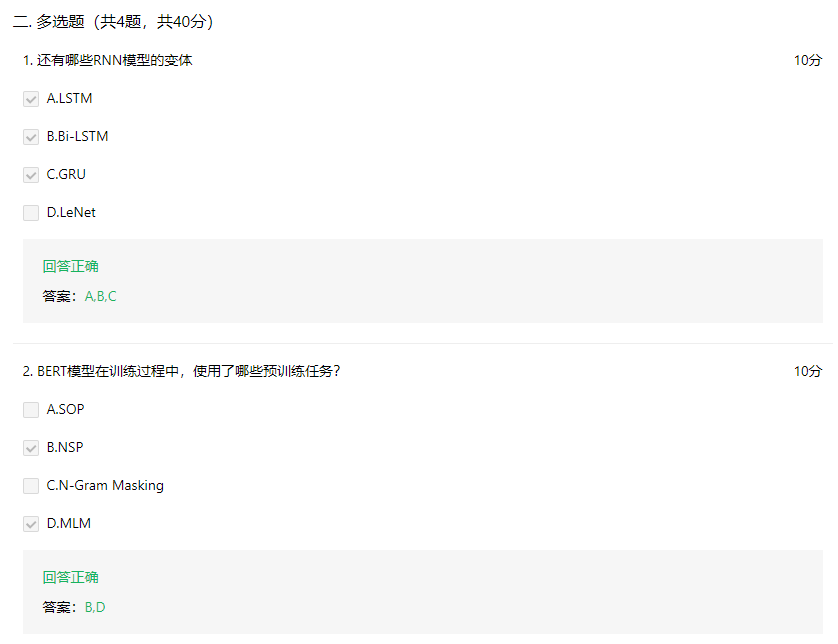 二. 多选题（共4题，共40分）
1. 还有哪些RNN模型的变体 10分
A.LSTM
B.Bi-LSTM
C.GRU
D.LeNet
回答正确
答案：A,B,C
2. BERT模型在训练过程中，使用了哪些预训练任务？ 10分
A.SOP
B.NSP
C.N-Gram Masking
D.MLM
回答正确
答案：B,D